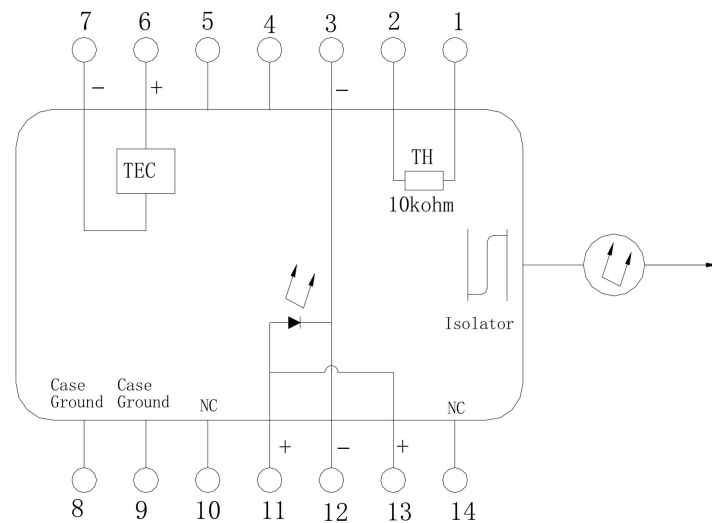 7 6 5 4 3 2 1
− + −
TEC
TH
10kohm
Isolator
Case
Ground
Case
Ground
NC
NC
+ − +
8 9 10 11 12 13 14